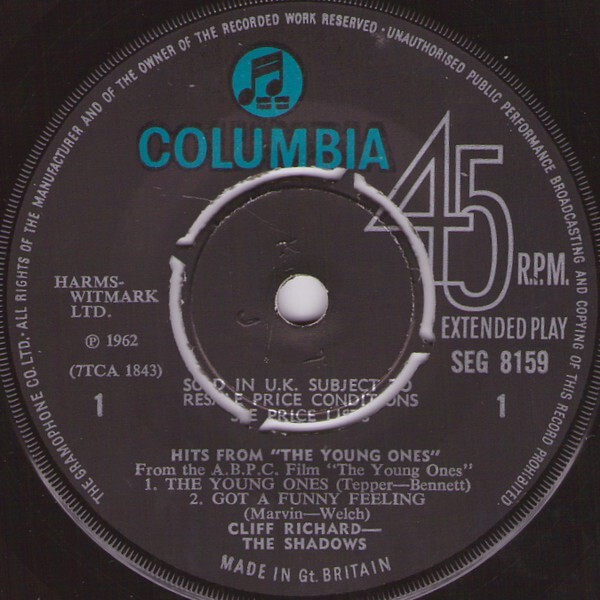 THE GRAMOPHONE CO. LTD. · ALL RIGHTS OF THE MANUFACTURER AND OF THE OWNER OF THE RECORDED WORK RESERVED · UNAUTHORISED PUBLIC PERFORMANCE BROADCASTING AND COPYING OF THIS RECORD PROHIBITED.
COLUMBIA
45
R.P.M.
EXTENDED PLAY
SEG 8159
HARMS-
WITMARK
LTD.
℗ 1962
(7TCA 1843)
1
1
SOLD IN U.K. SUBJECT TO
RESALE PRICE CONDITIONS
SEE PRICE LISTS
HITS FROM "THE YOUNG ONES"
From the A.B.P.C. Film "The Young Ones"
1. THE YOUNG ONES (Tepper—Bennett)
2. GOT A FUNNY FEELING
(Marvin—Welch)
CLIFF RICHARD—
THE SHADOWS
MADE IN Gt. BRITAIN